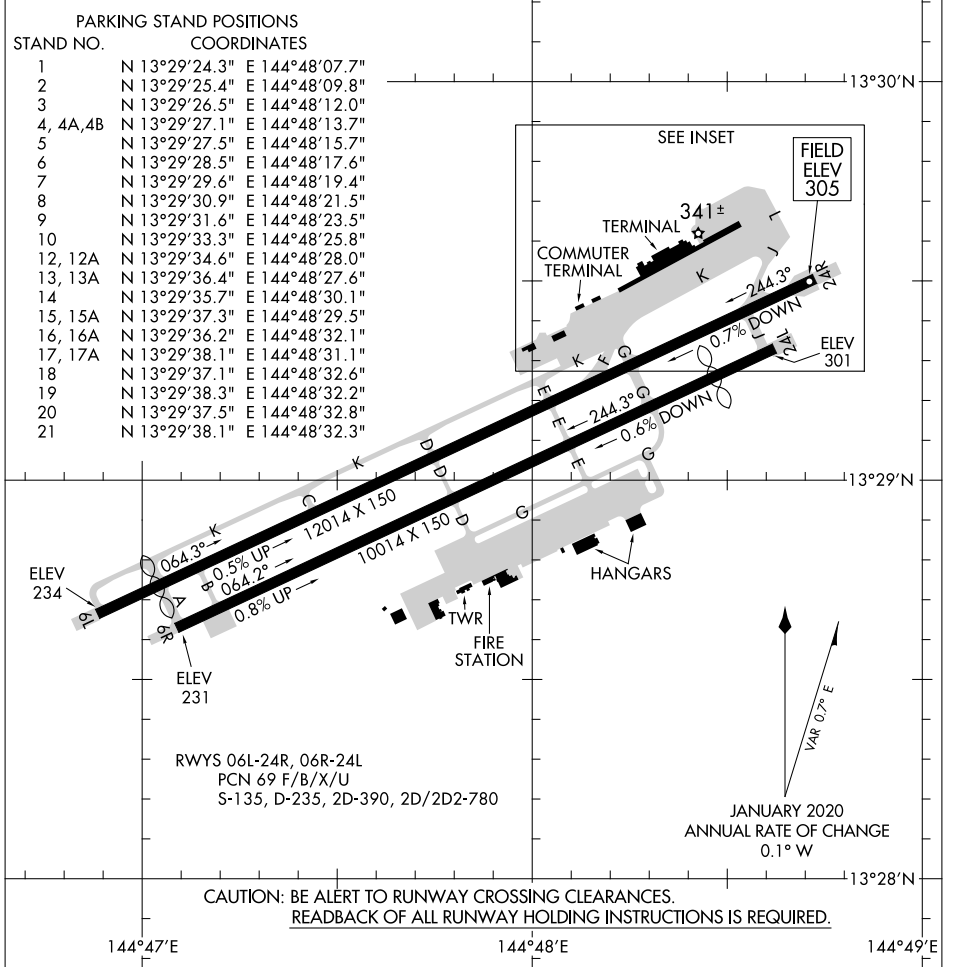 PARKING STAND POSITIONS
STAND NO. COORDINATES
1 N 13°29'24.3" E 144°48'07.7"
2 N 13°29'25.4" E 144°48'09.8"
3 N 13°29'26.5" E 144°48'12.0"
4, 4A,4B N 13°29'27.1" E 144°48'13.7"
5 N 13°29'27.5" E 144°48'15.7"
6 N 13°29'28.5" E 144°48'17.6"
7 N 13°29'29.6" E 144°48'19.4"
8 N 13°29'30.9" E 144°48'21.5"
9 N 13°29'31.6" E 144°48'23.5"
10 N 13°29'33.3" E 144°48'25.8"
12, 12A N 13°29'34.6" E 144°48'28.0"
13, 13A N 13°29'36.4" E 144°48'27.6"
14 N 13°29'35.7" E 144°48'30.1"
15, 15A N 13°29'37.3" E 144°48'29.5"
16, 16A N 13°29'36.2" E 144°48'32.1"
17, 17A N 13°29'38.1" E 144°48'31.1"
18 N 13°29'37.1" E 144°48'32.6"
19 N 13°29'38.3" E 144°48'32.2"
20 N 13°29'37.5" E 144°48'32.8"
21 N 13°29'38.1" E 144°48'32.3"
13°30'N
SEE INSET
FIELD
ELEV
305
341±
TERMINAL
COMMUTER
TERMINAL
L
J
K
24R
244.3°
0.7% DOWN
J
24L
ELEV
301
K
F
G
E
E
G
244.3°
0.6% DOWN
E
G
D
D
K
C
K
12014 X 150
10014 X 150
D
G
13°29'N
064.3°
0.5% UP
B
064.2°
0.8% UP
A
6L
6R
ELEV
234
ELEV
231
HANGARS
TWR
FIRE
STATION
VAR 0.7° E
RWYS 06L-24R, 06R-24L
PCN 69 F/B/X/U
S-135, D-235, 2D-390, 2D/2D2-780
JANUARY 2020
ANNUAL RATE OF CHANGE
0.1° W
13°28'N
CAUTION: BE ALERT TO RUNWAY CROSSING CLEARANCES.
READBACK OF ALL RUNWAY HOLDING INSTRUCTIONS IS REQUIRED.
144°47'E
144°48'E
144°49'E